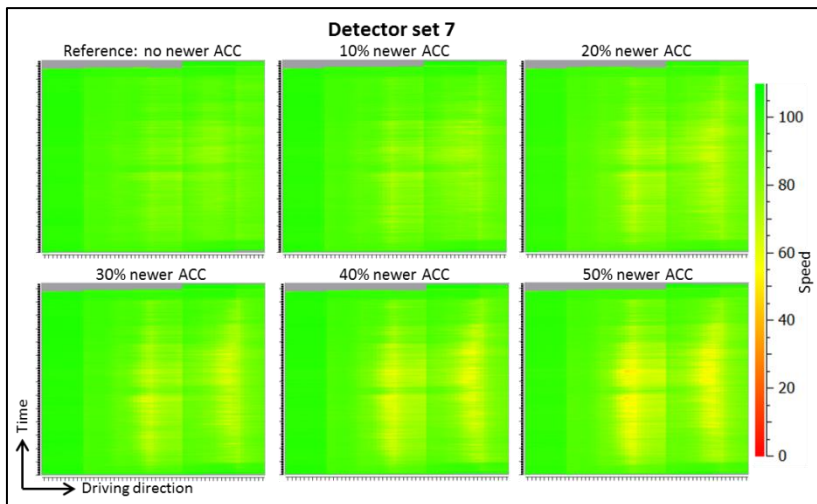 Detector set 7
Reference: no newer ACC
10% newer ACC
20% newer ACC
30% newer ACC
40% newer ACC
50% newer ACC
100
80
60
40
20
0
Speed
Time
Driving direction